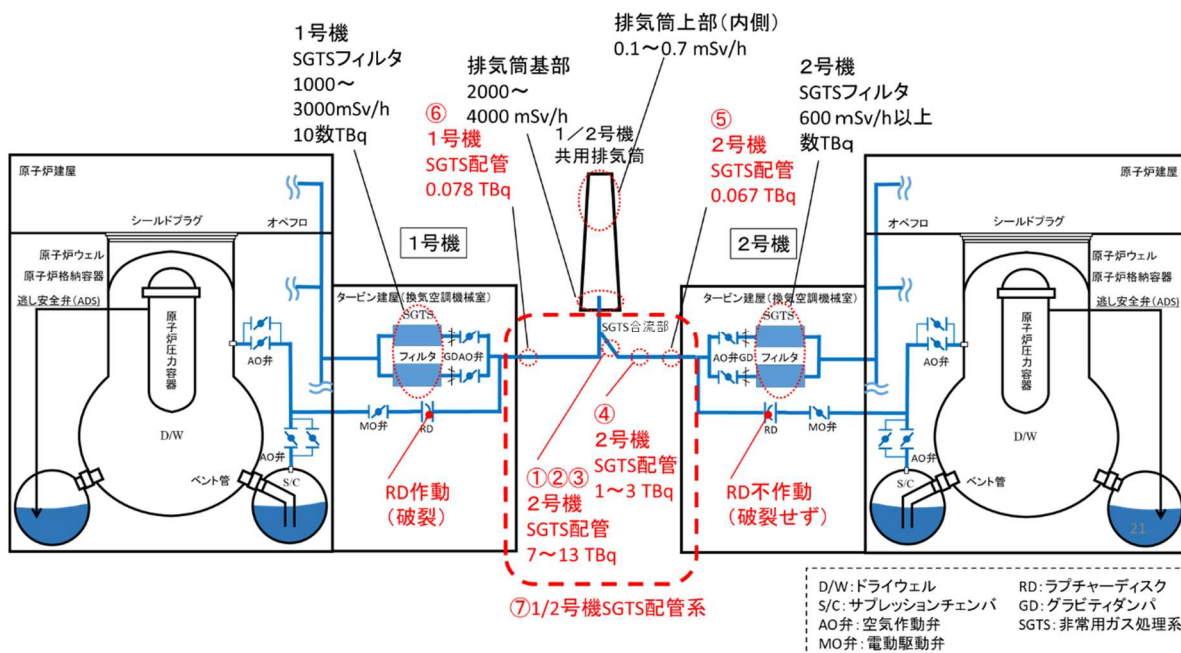 1号機
SGTSフィルタ
1000～
3000mSv/h
10数TBq
⑥
1号機
SGTS配管
0.078 TBq
排気筒基部
2000～
4000 mSv/h
排気筒上部（内側）
0.1～0.7 mSv/h
1／2号機
共用排気筒
⑤
2号機
SGTS配管
0.067 TBq
2号機
SGTSフィルタ
600 mSv/h以上
数TBq
原子炉建屋
シールドプラグ
オペフロ
原子炉ウェル
原子炉格納容器
逃し安全弁（ADS）
原子炉圧力容器
AO弁
D/W
AO弁
S/C
ベント管
1号機
タービン建屋（換気空調機械室）
SGTS
フィルタ
GD
AO弁
MO弁
RD
RD作動
（破裂）
SGTS合流部
①②③
2号機
SGTS配管
7～13 TBq
④
2号機
SGTS配管
1～3 TBq
⑦1/2号機SGTS配管系
2号機
タービン建屋（換気空調機械室）
SGTS
AO弁
GD
フィルタ
RD
MO弁
RD不作動
（破裂せず）
原子炉建屋
シールドプラグ
オペフロ
原子炉ウェル
原子炉格納容器
逃し安全弁（ADS）
原子炉圧力容器
AO弁
D/W
AO弁
S/C
ベント管
21
D/W：ドライウェル
S/C：サプレッションチェンバ
AO弁：空気作動弁
MO弁：電動駆動弁
RD：ラプチャーディスク
GD：グラビティダンパ
SGTS：非常用ガス処理系